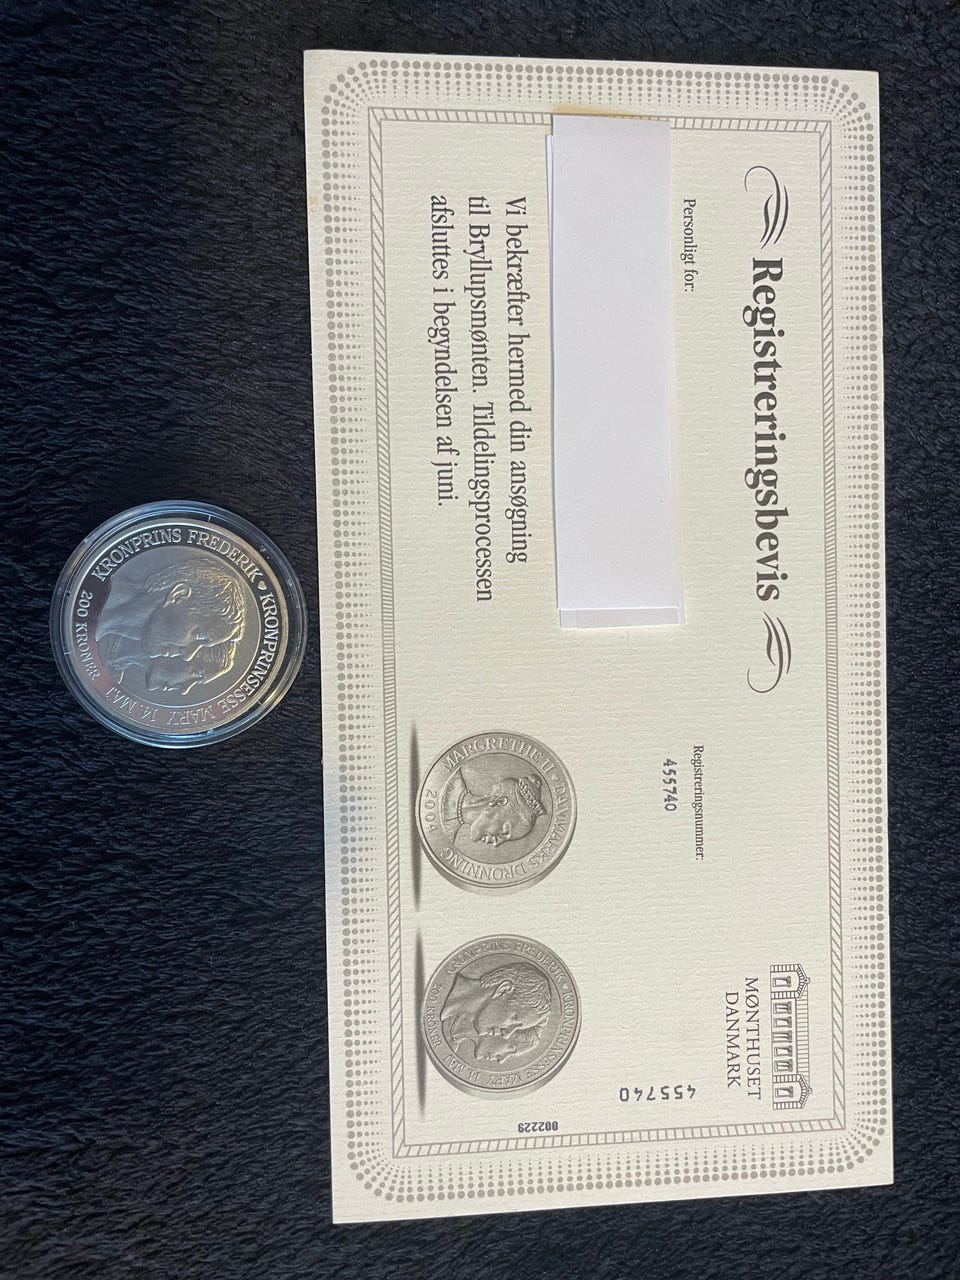 Registreringsbevis
Personligt for:
Registreringsnummer:
455740
MØNTHUSET
DANMARK
Vi bekræfter hermed din ansøgning
til Bryllupsmønten. Tildelingsprocessen
afsluttes i begyndelsen af juni.
MARGRETHE II • DANMARKS DRONNING
2004
KRONPRINS FREDERIK • KRONPRINSESSE MARY 14. MAJ
200 KRONER
455740
002229
KRONPRINS FREDERIK ♥ KRONPRINSESSE MARY 14. MAJ
200 KRONER